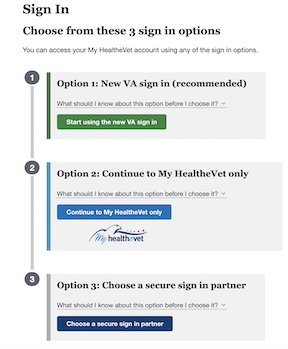 Sign In
Choose from these 3 sign in options
You can access your My HealtheVet account using any of the sign in options.
1
Option 1: New VA sign in (recommended)
What should I know about this option before I choose it?
Start using the new VA sign in
2
Option 2: Continue to My HealtheVet only
What should I know about this option before I choose it?
Continue to My HealtheVet only
My healthevet
3
Option 3: Choose a secure sign in partner
What should I know about this option before I choose it?
Choose a secure sign in partner